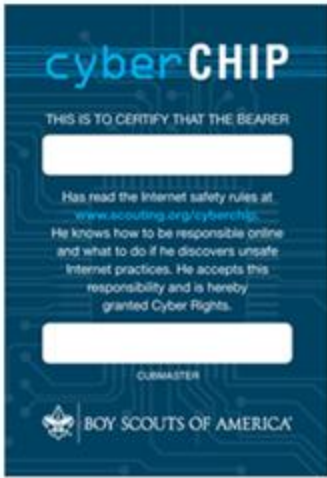 cyber CHIP
THIS IS TO CERTIFY THAT THE BEARER
Has read the Internet safety rules at
www.scouting.org/cyberchip.
He knows how to be responsible online
and what to do if he discovers unsafe
Internet practices. He accepts this
responsibility and is hereby
granted Cyber Rights.
CUBMASTER
BOY SCOUTS OF AMERICA®